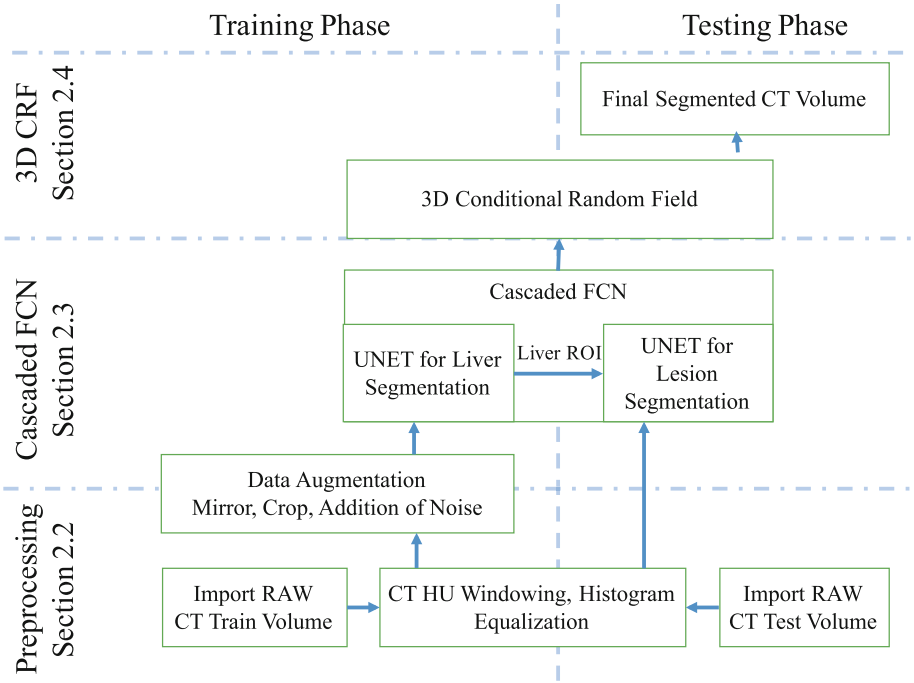 Training Phase
Testing Phase
3D CRF
Section 2.4
Final Segmented CT Volume
3D Conditional Random Field
Cascaded FCN
Section 2.3
Cascaded FCN
UNET for Liver
Segmentation
Liver ROI
UNET for
Lesion
Segmentation
Data Augmentation
Mirror, Crop, Addition of Noise
Preprocessing
Section 2.2
Import RAW
CT Train Volume
CT HU Windowing, Histogram
Equalization
Import RAW
CT Test Volume